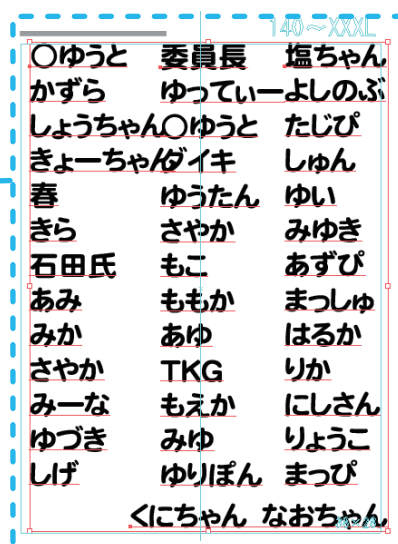 140～XXXL
〇ゆうと 委員長 塩ちゃん
かずら ゆってぃー よしのぶ
しょうちゃん 〇ゆうと たじぴ
きょーちゃん ダイキ しゅん
春 ゆうたん ゆい
きら さやか みゆき
石田氏 もこ あずぴ
あみ ももか まっしゅ
みか あゆ はるか
さやか TKG りか
みーな もえか にしさん
ゆづき みゆ りょうこ
しげ ゆりぽん まっぴ
くにちゃん なおちゃん